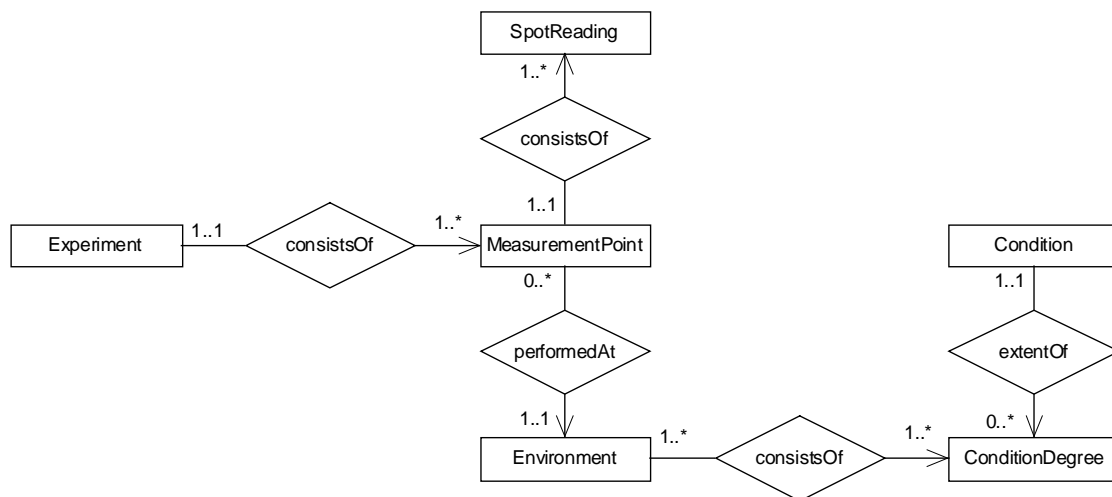 SpotReading
1..*
consistsOf
1..1
1..1
1..*
Experiment
consistsOf
MeasurementPoint
Condition
0..*
1..1
performedAt
extentOf
1..1
1..*
1..*
0..*
Environment
consistsOf
ConditionDegree